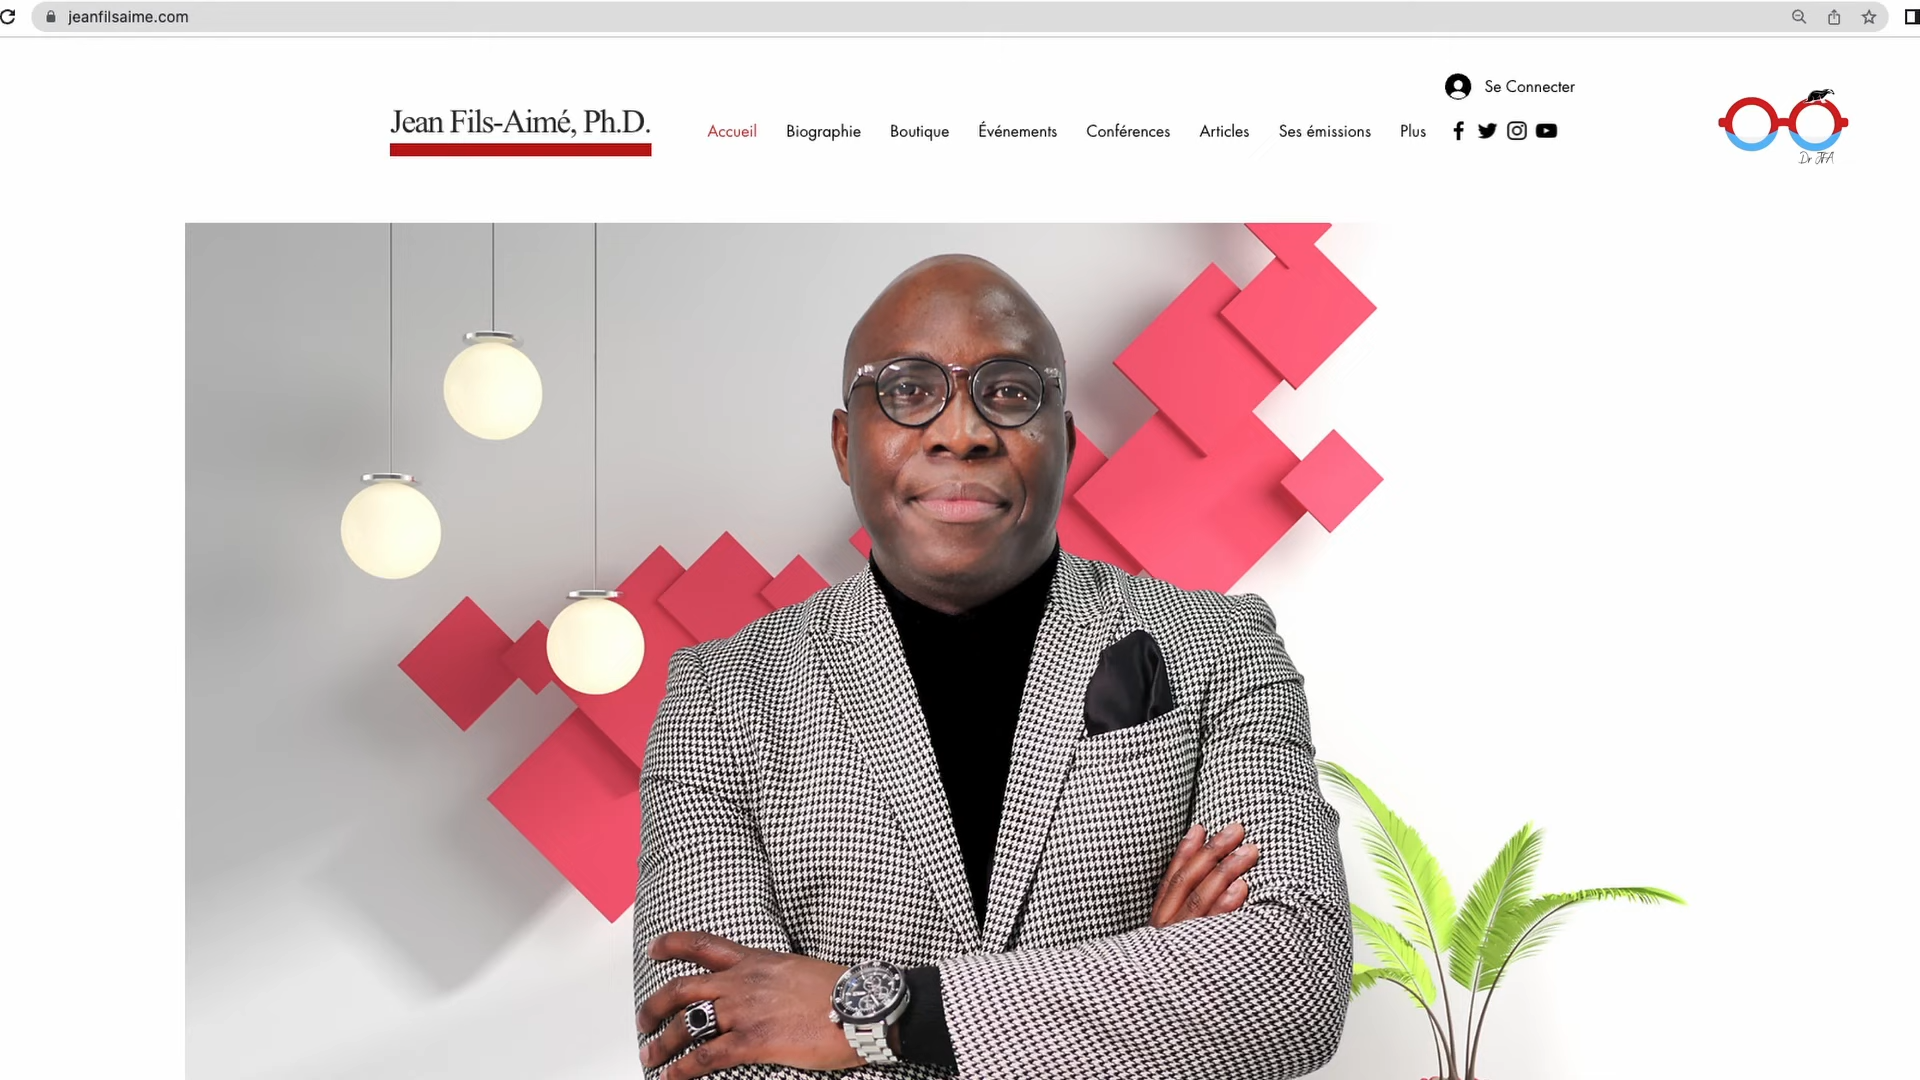 jeanfilsaime.com
Se Connecter
Jean Fils-Aimé, Ph.D.
Accueil Biographie Boutique Événements Conférences Articles Ses émissions Plus
Dr JFA